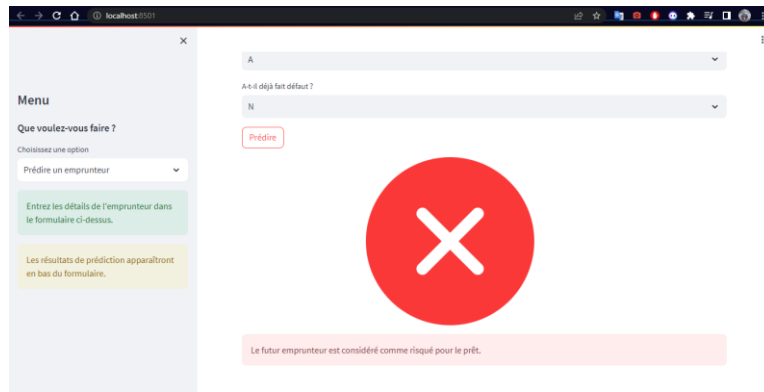 localhost:8501
Menu
Que voulez-vous faire ?
Choisissez une option
Prédire un emprunteur
Entrez les détails de l'emprunteur dans
le formulaire ci-dessus.
Les résultats de prédiction apparaîtront
en bas du formulaire.
A
A-t-il déjà fait défaut ?
N
Prédire
Le futur emprunteur est considéré comme risqué pour le prêt.